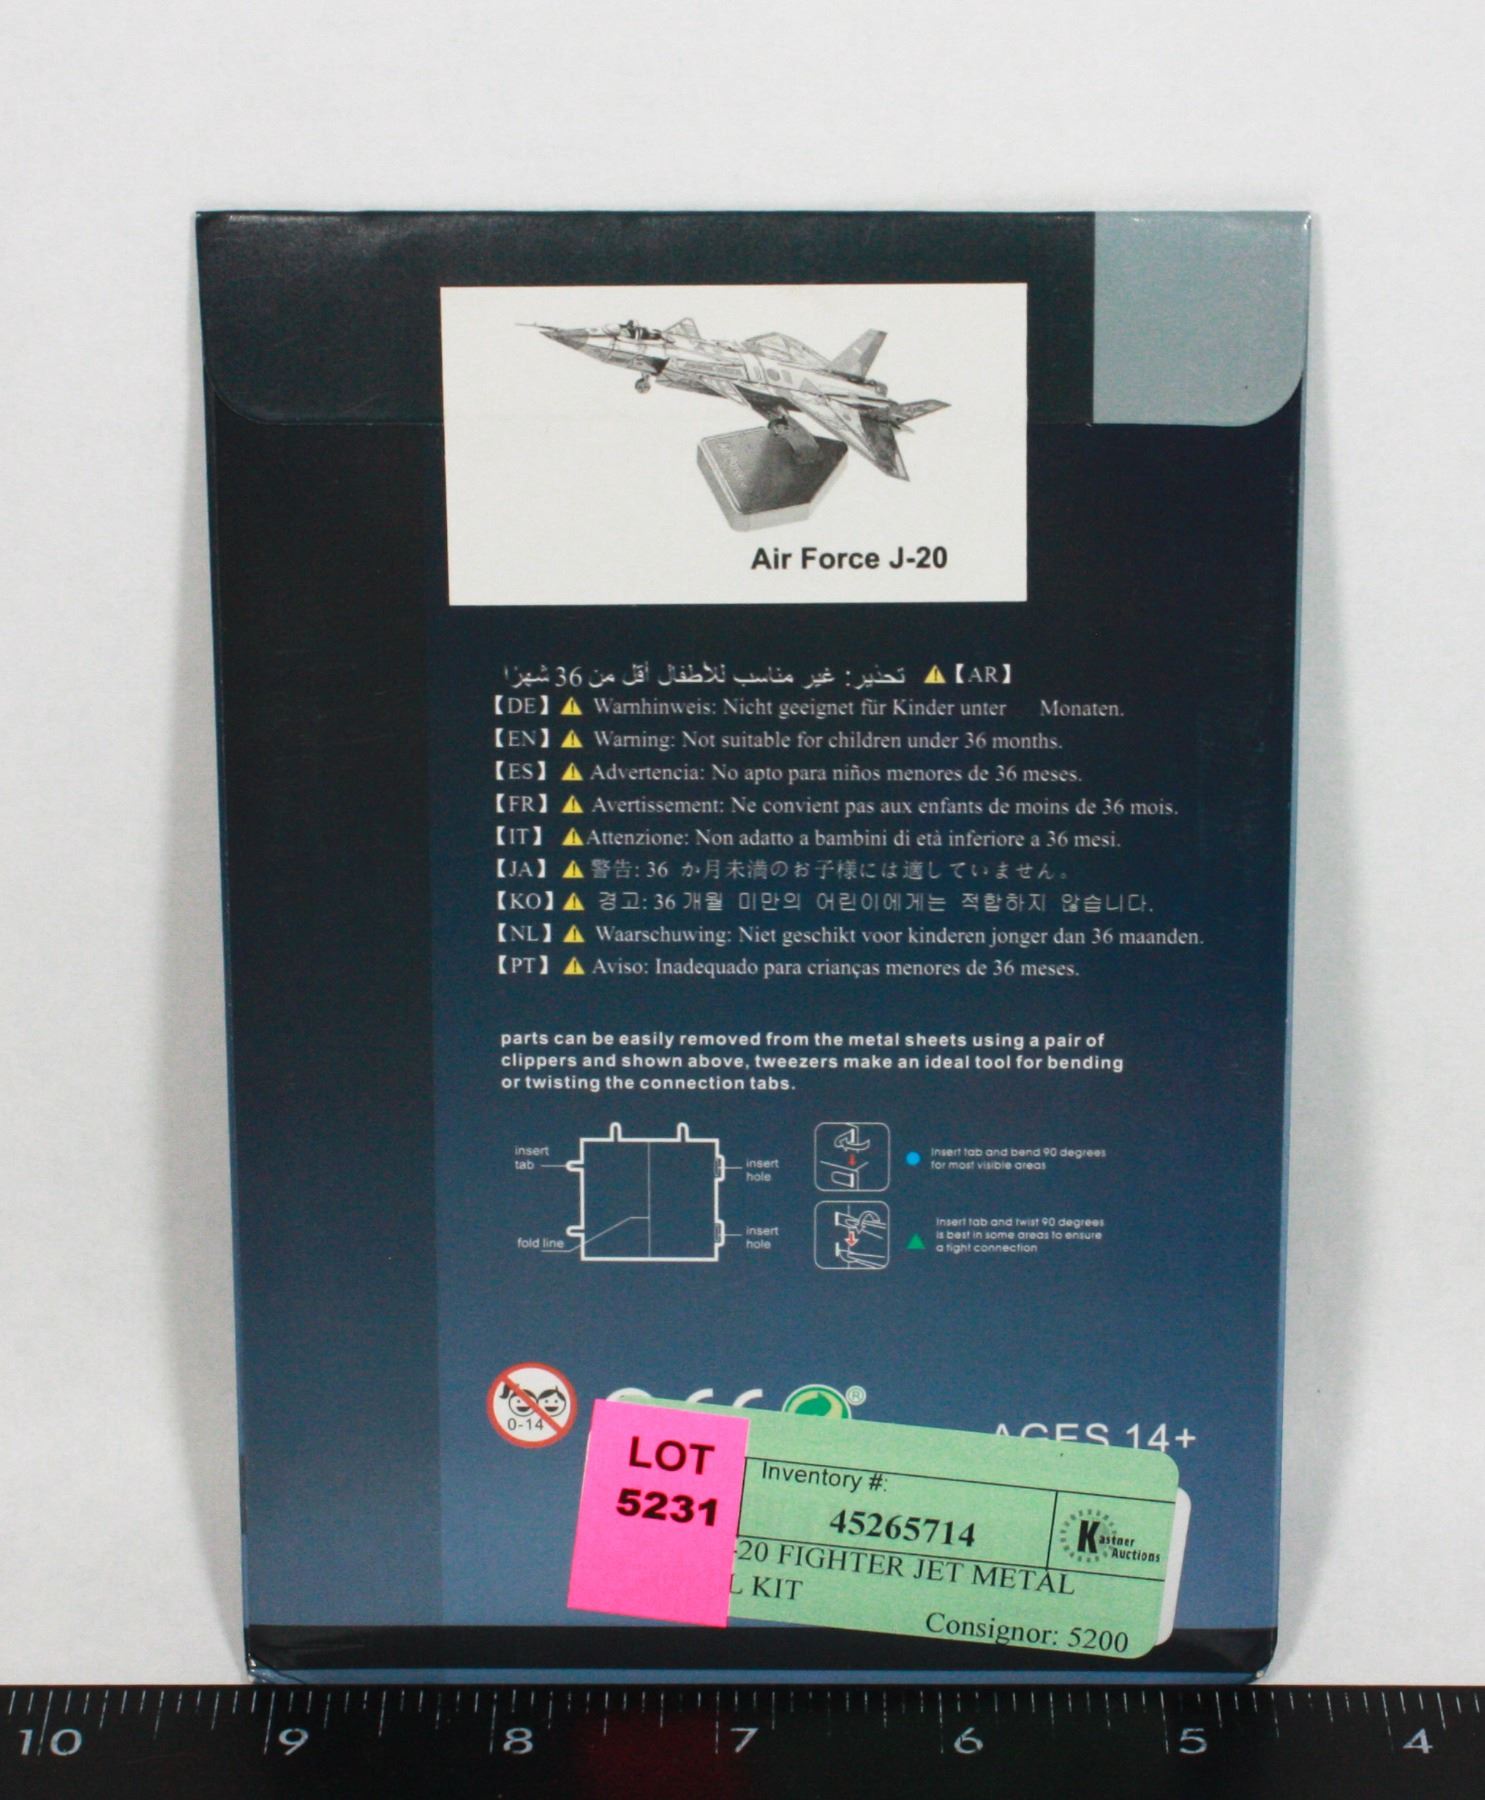 Air Force J-20
تحذير: غير مناسب للأطفال أقل من 36 شهرًا ⚠【AR】
【DE】⚠ Warnhinweis: Nicht geeignet für Kinder unter Monaten.
【EN】⚠ Warning: Not suitable for children under 36 months.
【ES】⚠ Advertencia: No apto para niños menores de 36 meses.
【FR】⚠ Avertissement: Ne convient pas aux enfants de moins de 36 mois.
【IT】⚠Attenzione: Non adatto a bambini di età inferiore a 36 mesi.
【JA】⚠ 警告: 36 か月未満のお子様には適していません。
【KO】⚠ 경고: 36 개월 미만의 어린이에게는 적합하지 않습니다.
【NL】⚠ Waarschuwing: Niet geschikt voor kinderen jonger dan 36 maanden.
【PT】⚠ Aviso: Inadequado para crianças menores de 36 meses.
parts can be easily removed from the metal sheets using a pair of
clippers and shown above, tweezers make an ideal tool for bending
or twisting the connection tabs.
insert
tab
fold line
insert
hole
insert
hole
Insert tab and bend 90 degrees
for most visible areas
Insert tab and twist 90 degrees
is best in some areas to ensure
a tight connection
0-14
CE
®
AGES 14+
LOT
5231
Inventory #:
45265714
Kastner
Auctions
-20 FIGHTER JET METAL
L KIT
Consignor: 5200
10 9 8 7 6 5 4